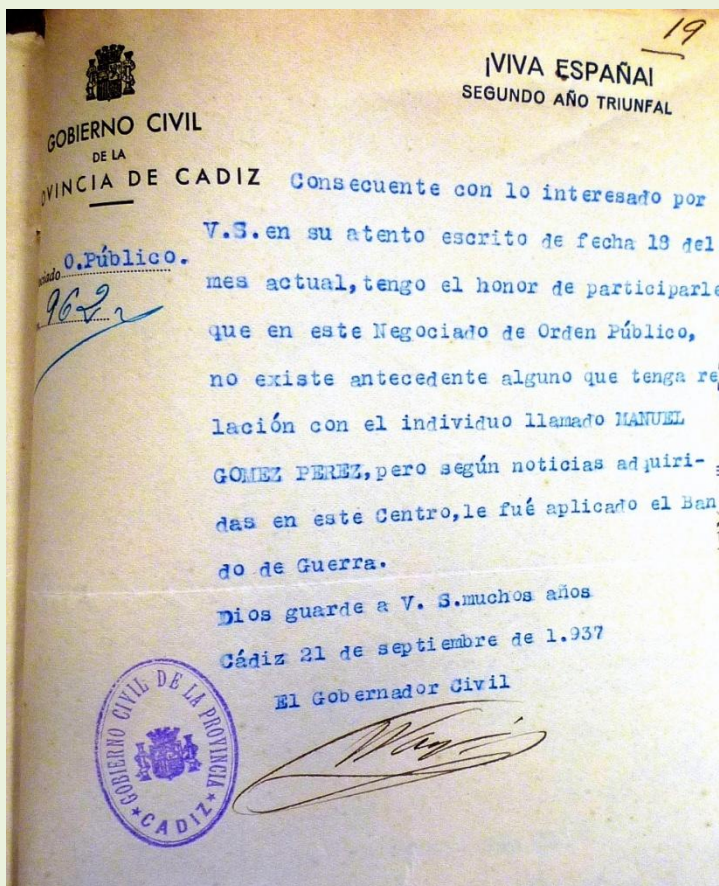 19
¡VIVA ESPAÑA!
SEGUNDO AÑO TRIUNFAL
GOBIERNO CIVIL
DE LA
OVINCIA DE CADIZ
O.Público.
962
Consecuente con lo interesado por
V.S.en su atento escrito de fecha 18 del
mes actual,tengo el honor de participarle
que en este Negociado de Orden Público,
no existe antecedente alguno que tenga re
lación con el individuo llamado MANUEL
GOMEZ PEREZ,pero según noticias adquiri-
das en este Centro,le fué aplicado el Ban
do de Guerra.
Dios guarde a V. S.muchos años
Cádiz 21 de septiembre de 1.937
El Gobernador Civil
GOBIERNO CIVIL DE LA PROVINCIA
CADIZ